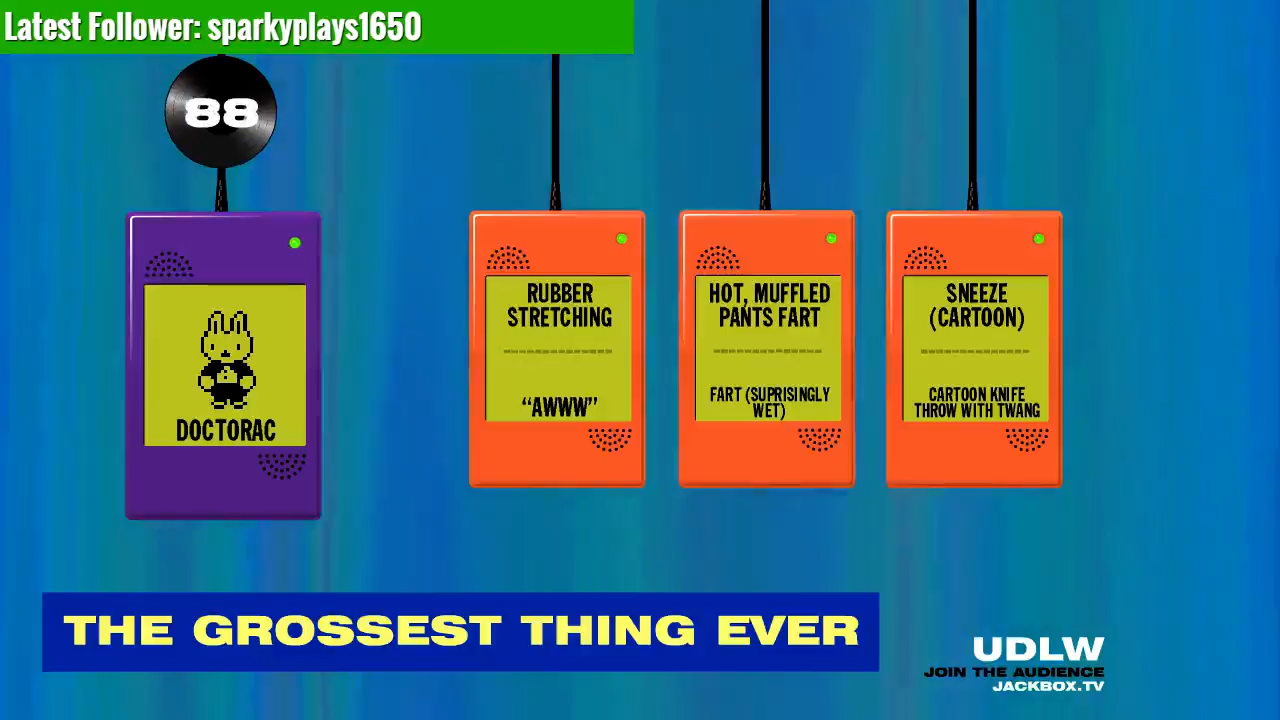 Latest Follower: sparkyplays1650
88
DOCTORAC
RUBBER
STRETCHING
“AWWW”
HOT, MUFFLED
PANTS FART
FART (SUPRISINGLY
WET)
SNEEZE
(CARTOON)
CARTOON KNIFE
THROW WITH TWANG
THE GROSSEST THING EVER
UDLW
JOIN THE AUDIENCE
JACKBOX.TV